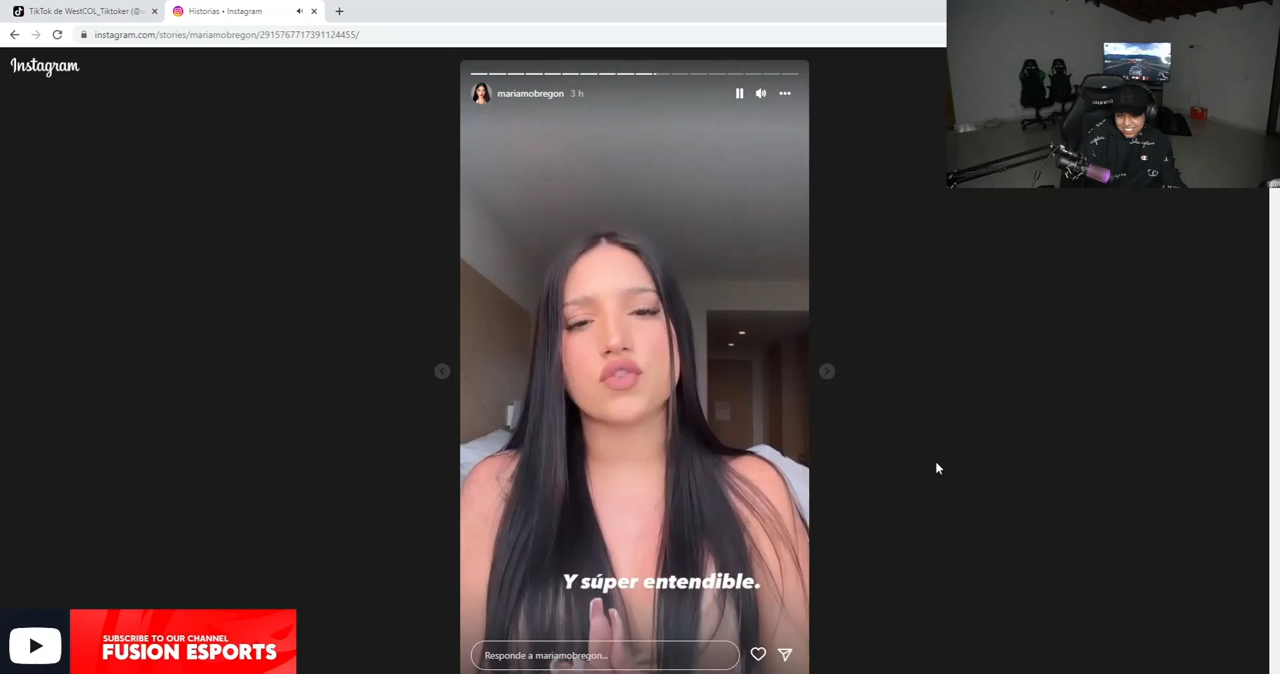 TikTok de WestCOL_Tiktoker (@
Historias • Instagram
instagram.com/stories/mariamobregon/2915767717391124455/
Instagram
mariamobregon 3 h
Y súper entendible.
Responde a mariamobregon...
SUBSCRIBE TO OUR CHANNEL
FUSION ESPORTS